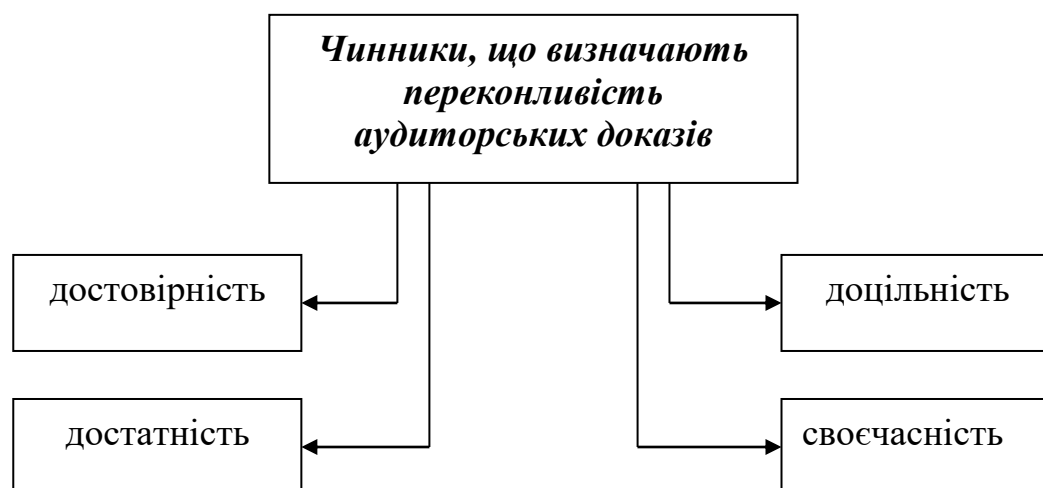 Чинники, що визначають
переконливість
аудиторських доказів
достовірність
доцільність
достатність
своєчасність